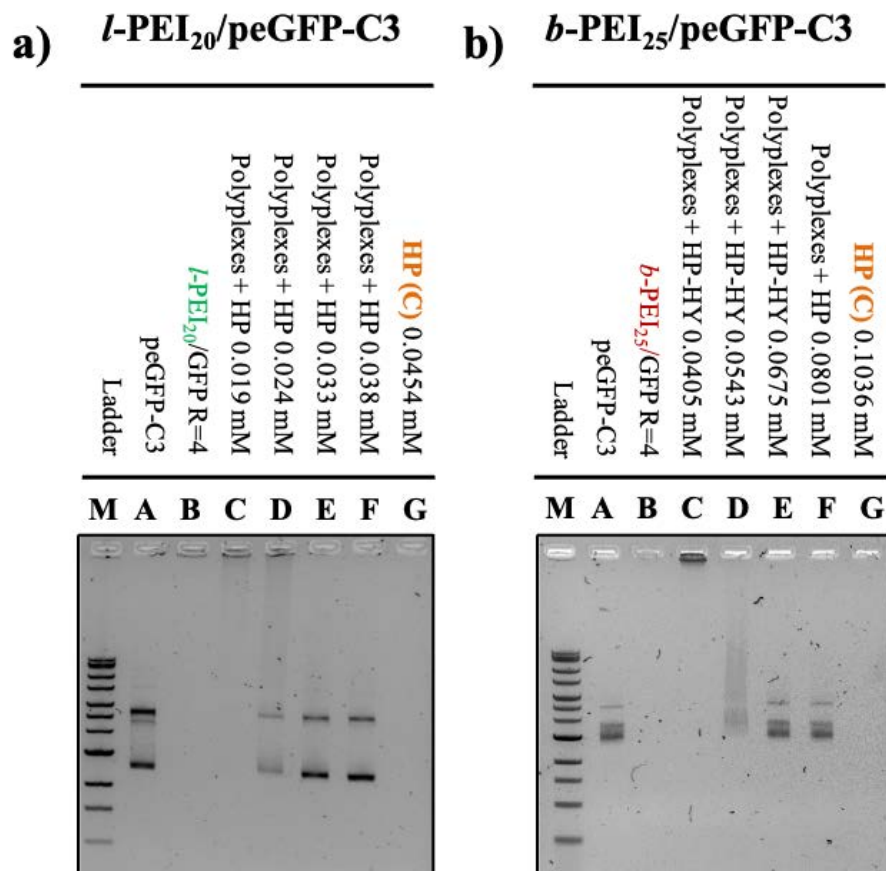 a)
l-PEI20/peGFP-C3
Ladder
peGFP-C3
l-PEI20/GFP R=4
Polyplexes + HP 0.019 mM
Polyplexes + HP 0.024 mM
Polyplexes + HP 0.033 mM
Polyplexes + HP 0.038 mM
HP (C) 0.0454 mM
M A B C D E F G
b)
b-PEI25/peGFP-C3
Ladder
peGFP-C3
b-PEI25/GFP R=4
Polyplexes + HP-HY 0.0405 mM
Polyplexes + HP-HY 0.0543 mM
Polyplexes + HP-HY 0.0675 mM
Polyplexes + HP 0.0801 mM
HP (C) 0.1036 mM
M A B C D E F G